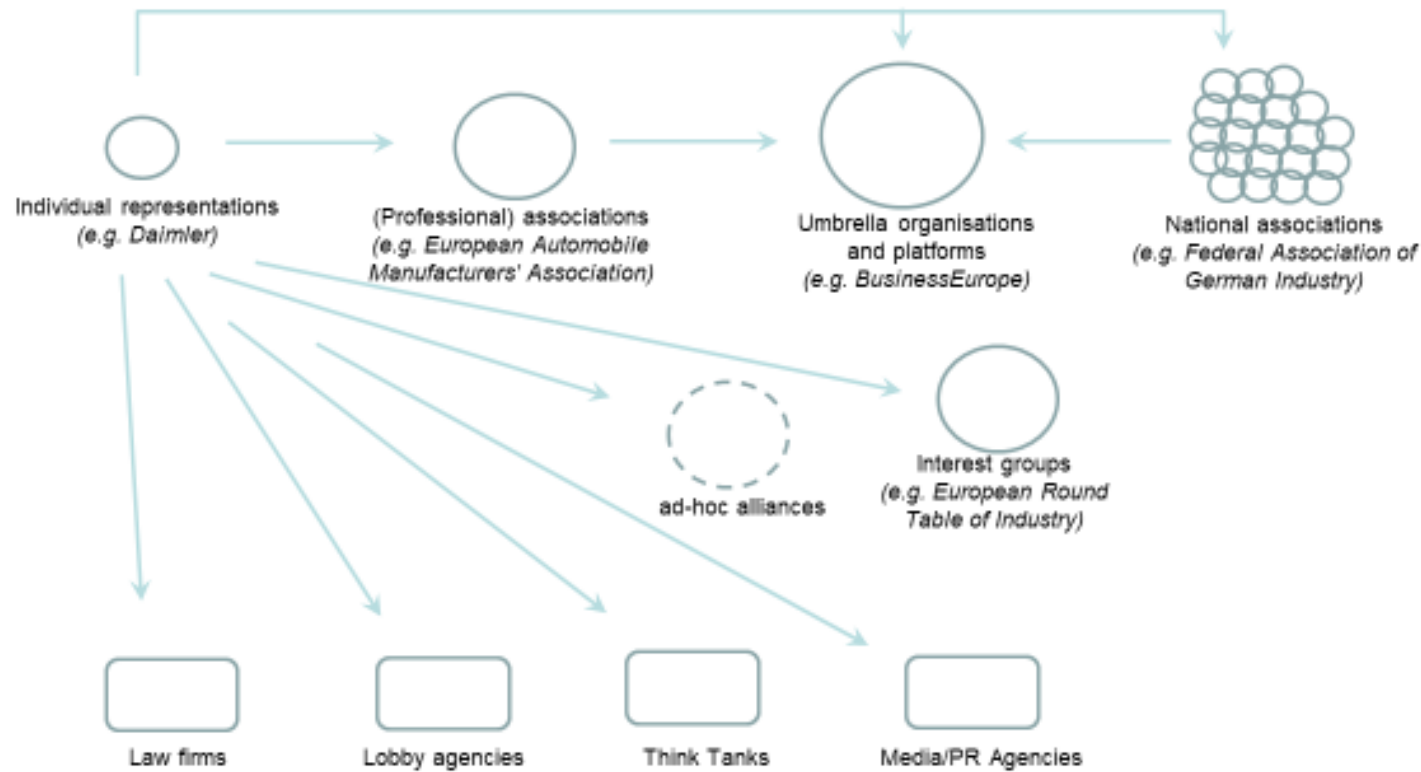 Individual representations
(e.g. Daimler)
(Professional) associations
(e.g. European Automobile
Manufacturers' Association)
Umbrella organisations
and platforms
(e.g. BusinessEurope)
National associations
(e.g. Federal Association of
German Industry)
ad-hoc alliances
Interest groups
(e.g. European Round
Table of Industry)
Law firms
Lobby agencies
Think Tanks
Media/PR Agencies